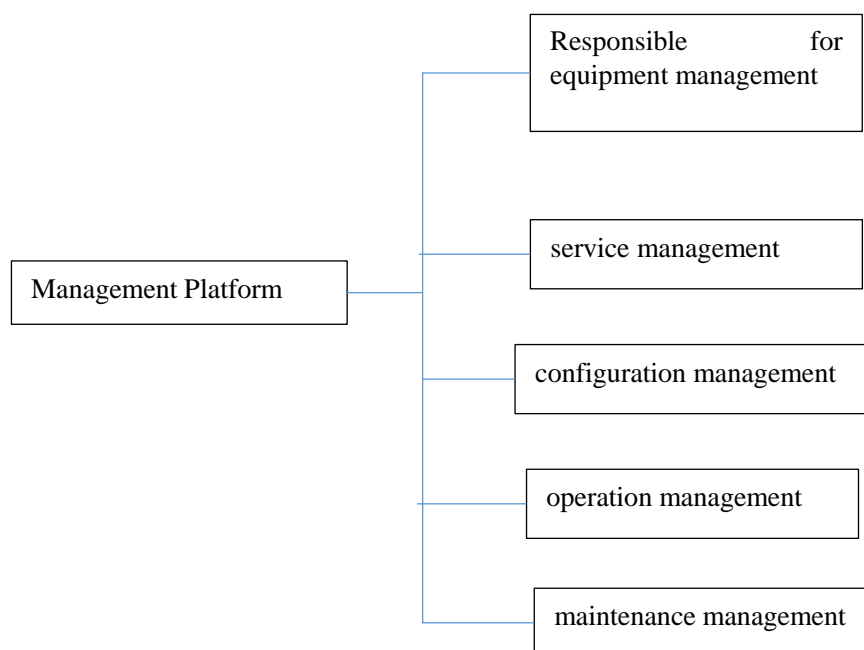 Responsible for
equipment management
service management
Management Platform
configuration management
operation management
maintenance management